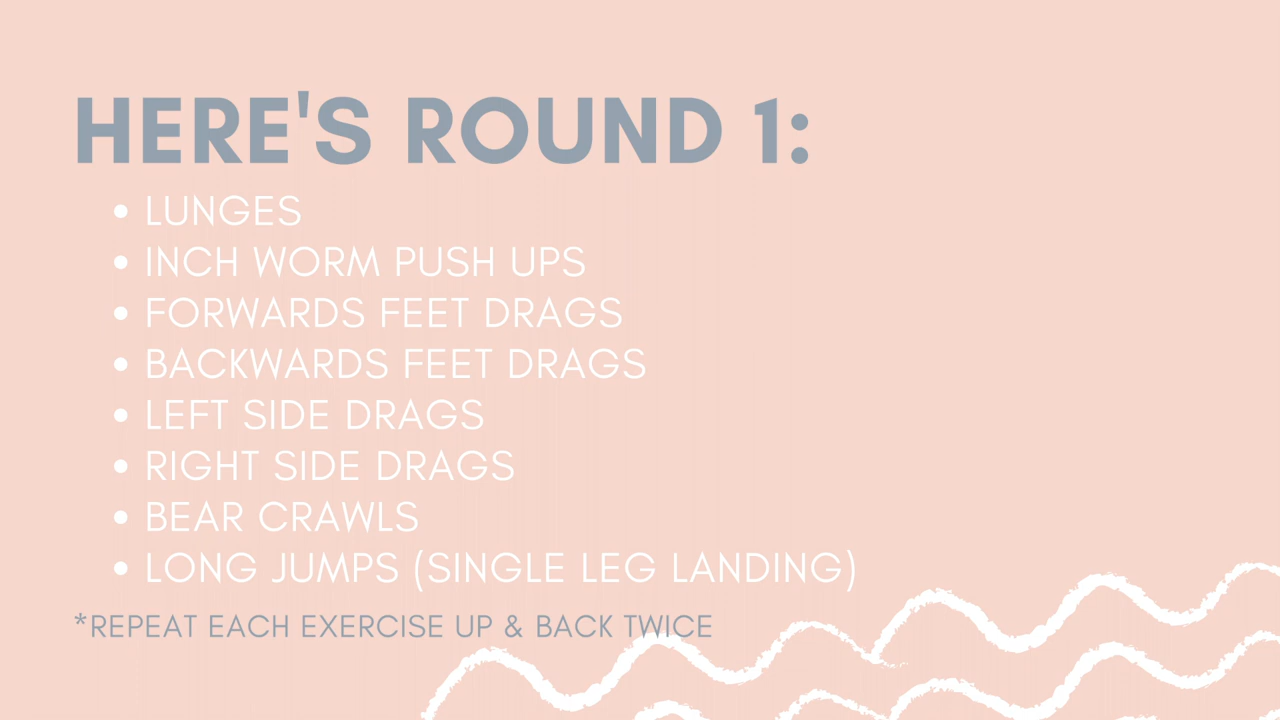 HERE'S ROUND 1:
• LUNGES
• INCH WORM PUSH UPS
• FORWARDS FEET DRAGS
• BACKWARDS FEET DRAGS
• LEFT SIDE DRAGS
• RIGHT SIDE DRAGS
• BEAR CRAWLS
• LONG JUMPS (SINGLE LEG LANDING)
*REPEAT EACH EXERCISE UP & BACK TWICE